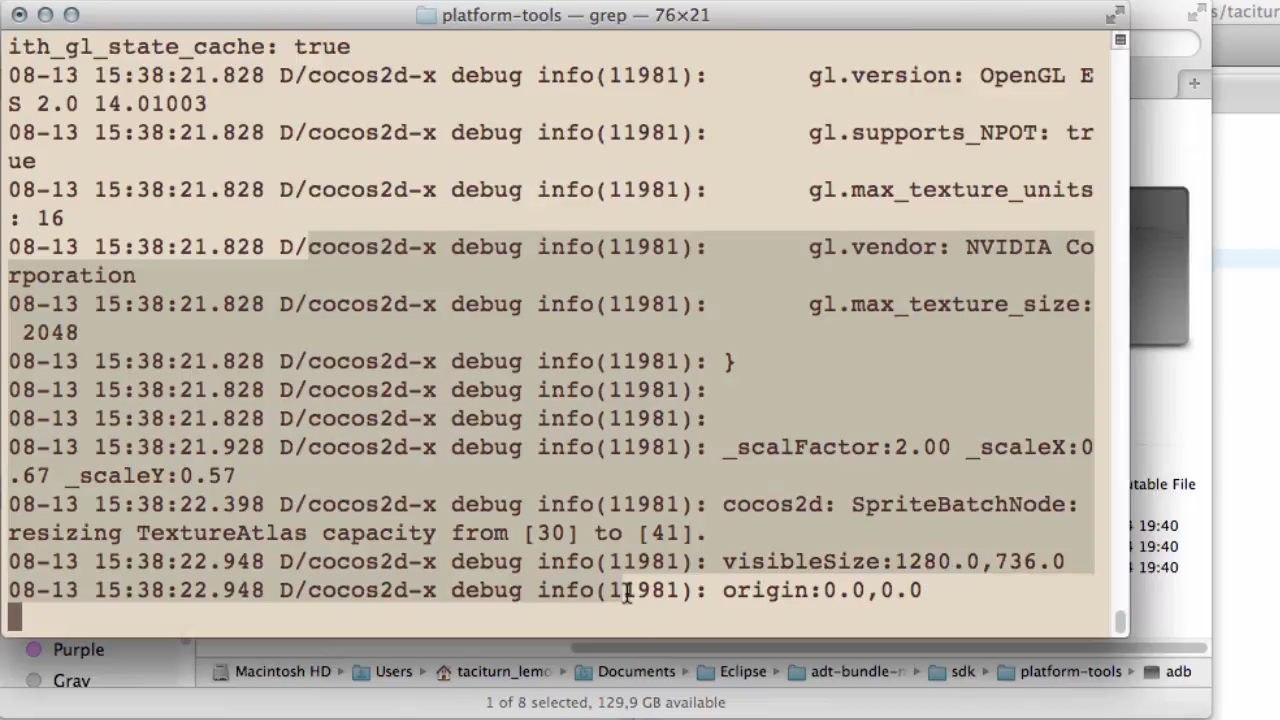 platform-tools — grep — 76×21
s/taciturn
ith_gl_state_cache: true
08-13 15:38:21.828 D/cocos2d-x debug info(11981):       gl.version: OpenGL E
S 2.0 14.01003
08-13 15:38:21.828 D/cocos2d-x debug info(11981):       gl.supports_NPOT: tr
ue
08-13 15:38:21.828 D/cocos2d-x debug info(11981):       gl.max_texture_units
: 16
08-13 15:38:21.828 D/cocos2d-x debug info(11981):       gl.vendor: NVIDIA Co
rporation
08-13 15:38:21.828 D/cocos2d-x debug info(11981):       gl.max_texture_size:
 2048
08-13 15:38:21.828 D/cocos2d-x debug info(11981): }
08-13 15:38:21.828 D/cocos2d-x debug info(11981):
08-13 15:38:21.828 D/cocos2d-x debug info(11981):
08-13 15:38:21.928 D/cocos2d-x debug info(11981): _scalFactor:2.00 _scaleX:0
.67 _scaleY:0.57
08-13 15:38:22.398 D/cocos2d-x debug info(11981): cocos2d: SpriteBatchNode:
resizing TextureAtlas capacity from [30] to [41].
08-13 15:38:22.948 D/cocos2d-x debug info(11981): visibleSize:1280.0,736.0
08-13 15:38:22.948 D/cocos2d-x debug info(11981): origin:0.0,0.0
utable File
4 19:40
4 19:40
4 19:40
Purple
Gray
Macintosh HD
Users
taciturn_lemo
Documents
Eclipse
adt-bundle-m
sdk
platform-tools
adb
1 of 8 selected, 129,9 GB available